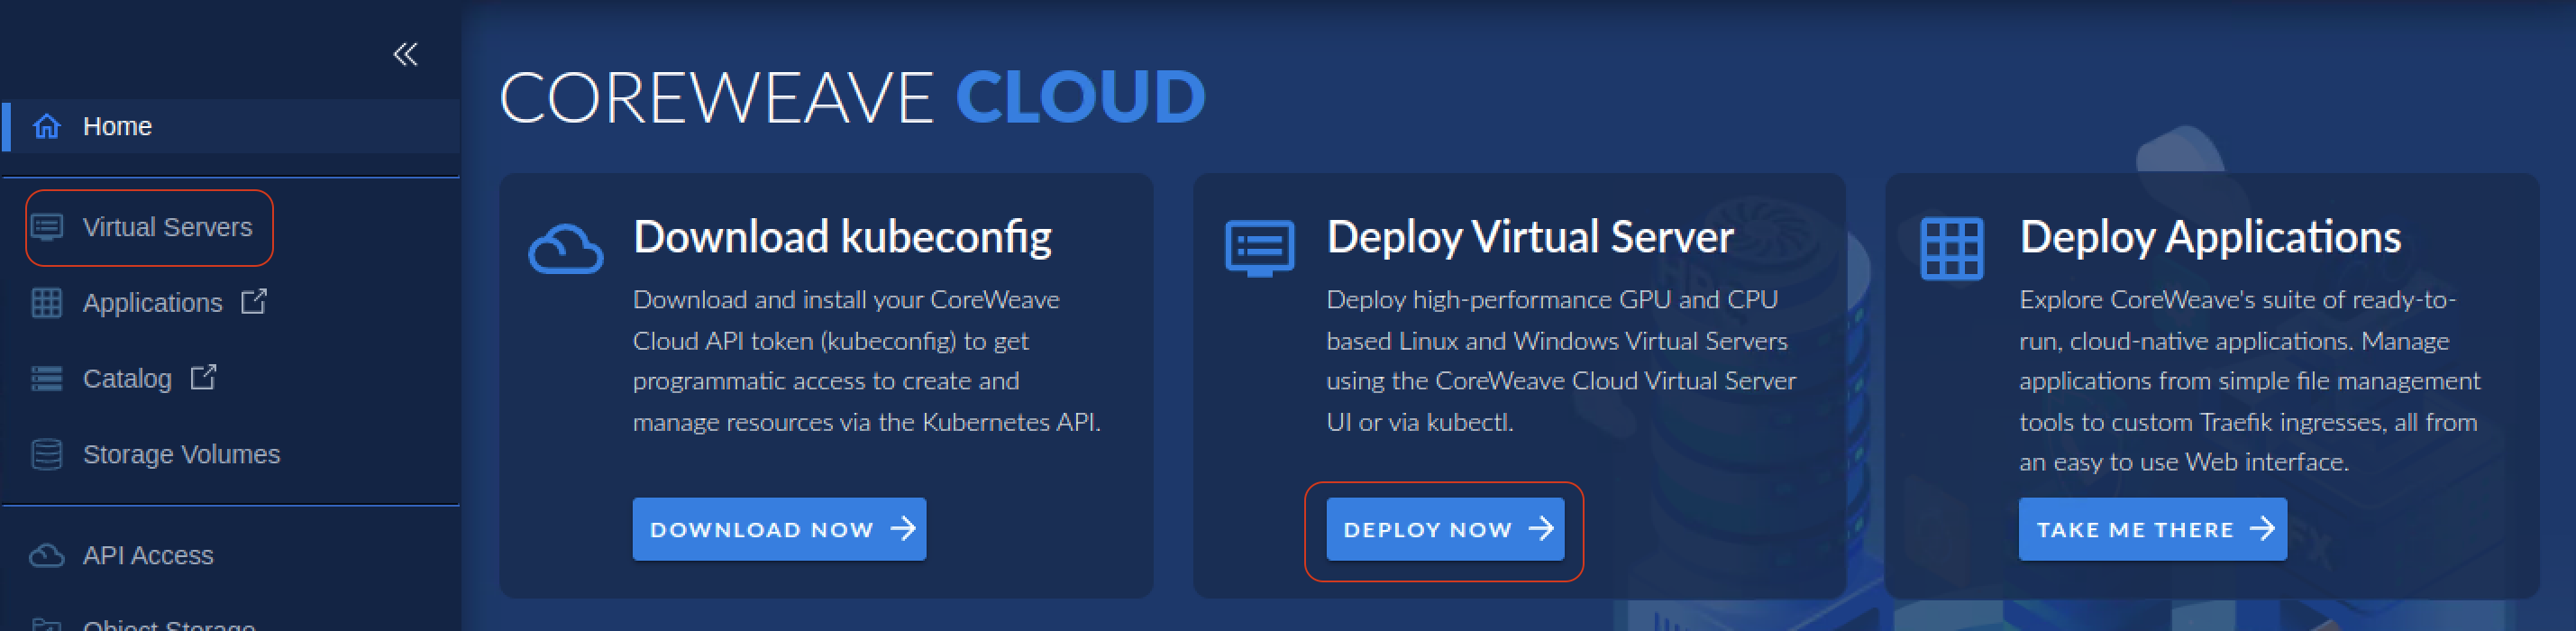 Home
Virtual Servers
Applications
Catalog
Storage Volumes
API Access
Object Storage
COREWEAVE CLOUD
Download kubeconfig
Download and install your CoreWeave
Cloud API token (kubeconfig) to get
programmatic access to create and
manage resources via the Kubernetes API.
DOWNLOAD NOW
Deploy Virtual Server
Deploy high-performance GPU and CPU
based Linux and Windows Virtual Servers
using the CoreWeave Cloud Virtual Server
UI or via kubectl.
DEPLOY NOW
Deploy Applications
Explore CoreWeave's suite of ready-to-
run, cloud-native applications. Manage
applications from simple file management
tools to custom Traefik ingresses, all from
an easy to use Web interface.
TAKE ME THERE